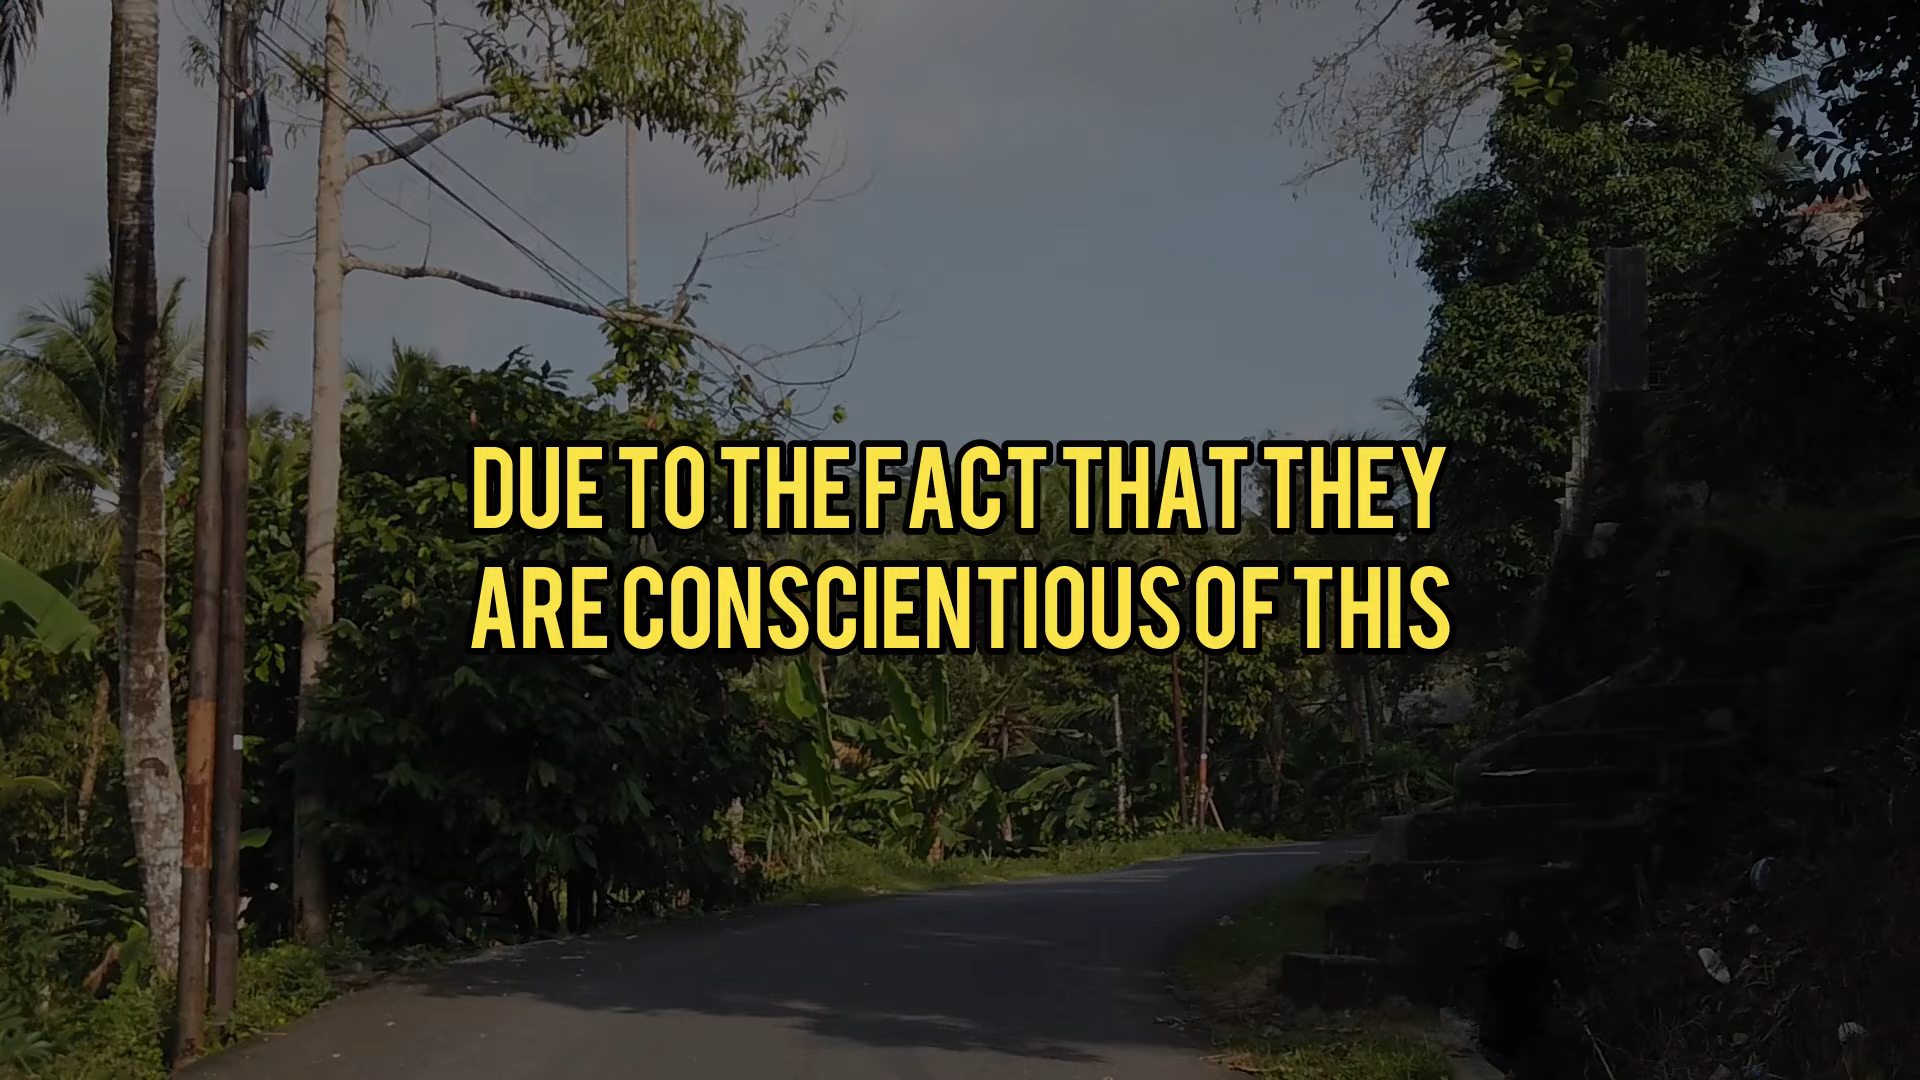 DUE TO THE FACT THAT THEY
ARE CONSCIENTIOUS OF THIS